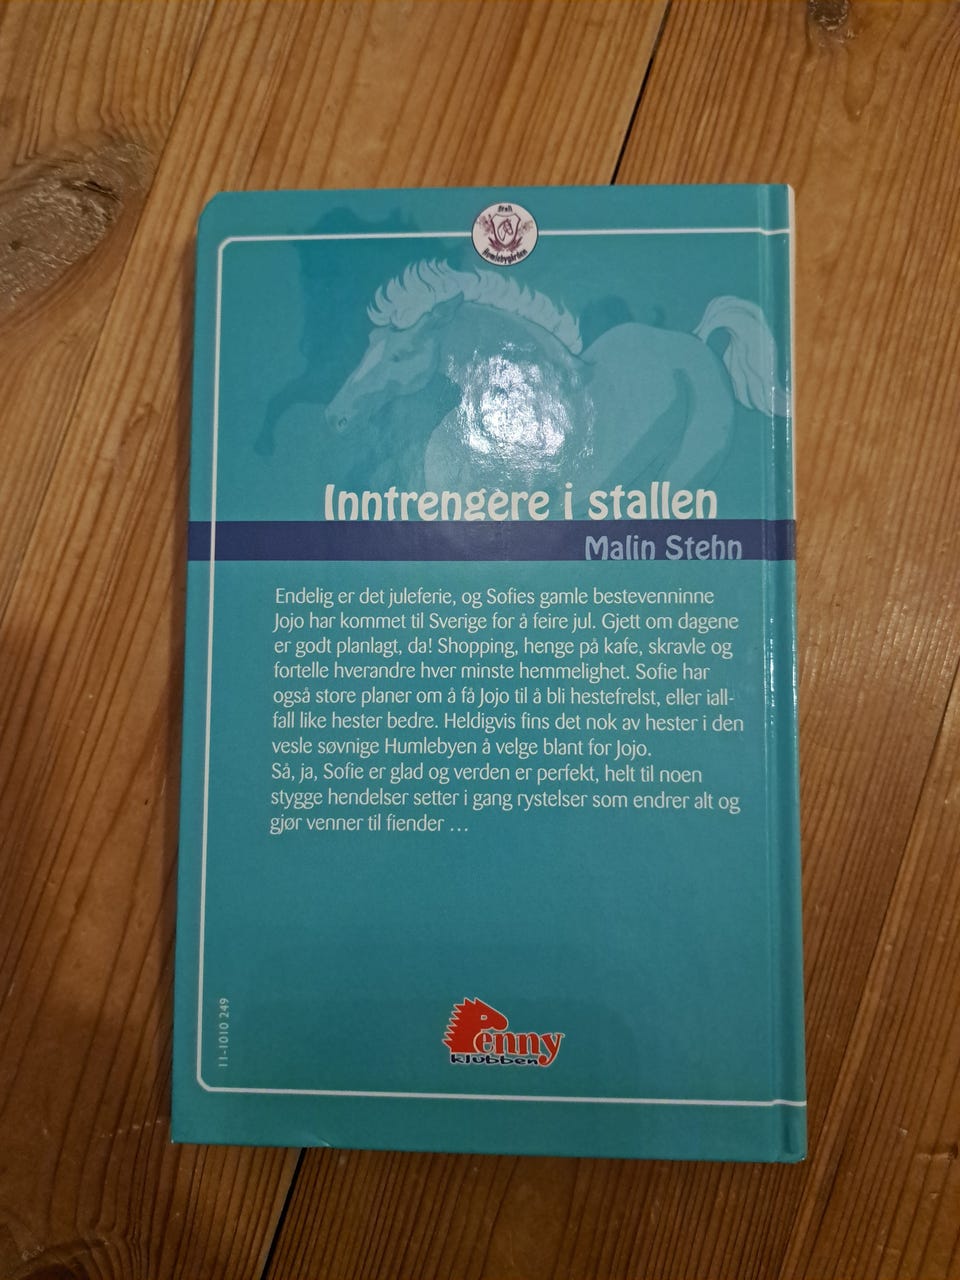 Stall
Humlebygården
Inntrengere i stallen
Malin Stehn
Endelig er det juleferie, og Sofies gamle bestevenninne
Jojo har kommet til Sverige for å feire jul. Gjett om dagene
er godt planlagt, da! Shopping, henge på kafe, skravle og
fortelle hverandre hver minste hemmelighet. Sofie har
også store planer om å få Jojo til å bli hestefrelst, eller iall-
fall like hester bedre. Heldigvis fins det nok av hester i den
vesle søvnige Humlebyen å velge blant for Jojo.
Så, ja, Sofie er glad og verden er perfekt, helt til noen
stygge hendelser setter i gang rystelser som endrer alt og
gjør venner til fiender ...
11-1010 249
Penny
klubben